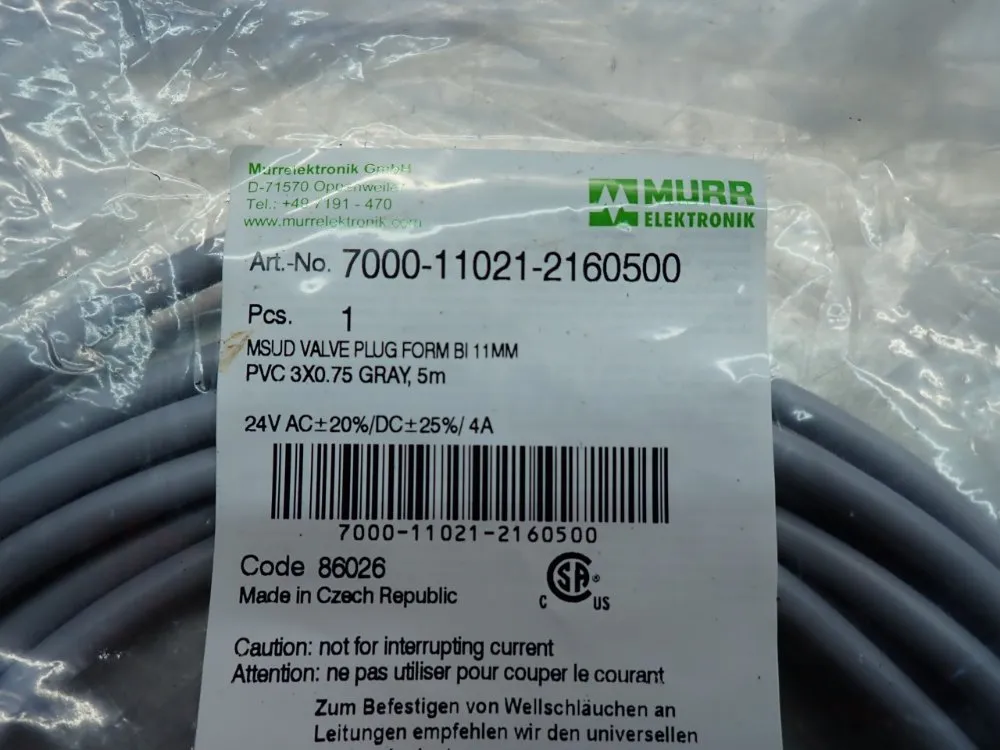 Murrelektronik GmbH
D-71570 Oppenweiler
Tel.: +49 7191 - 470
www.murrelektronik.com
MURR
ELEKTRONIK
Art.-No. 7000-11021-2160500
Pcs. 1
MSUD VALVE PLUG FORM BI 11MM
PVC 3X0.75 GRAY, 5m
24V AC±20%/DC±25%/ 4A
7000-11021-2160500
Code 86026
Made in Czech Republic
C SA® US
Caution: not for interrupting current
Attention: ne pas utiliser pour couper le courant
Zum Befestigen von Wellschläuchen an
Leitungen empfehlen wir den universellen